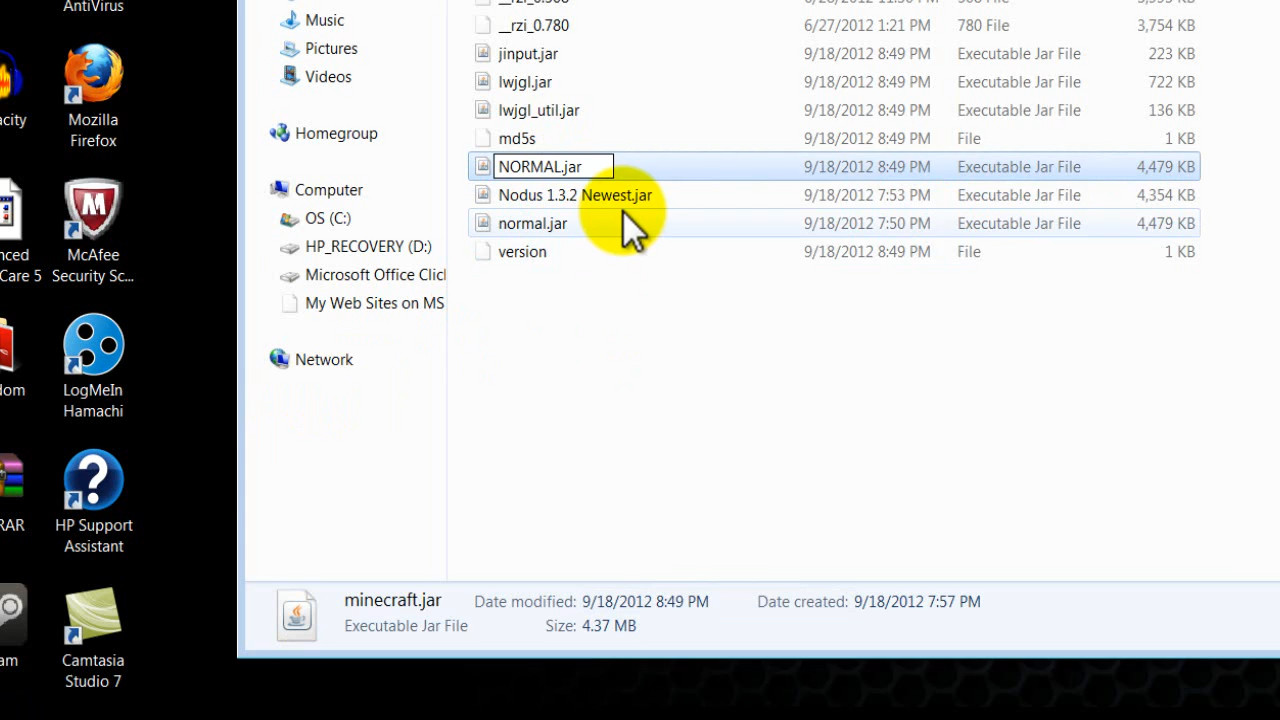 AntiVirus
acity
Mozilla
Firefox
nced
Care 5
McAfee
Security Sc...
dom
LogMeIn
Hamachi
RAR
HP Support
Assistant
am
Camtasia
Studio 7
Music
Pictures
Videos
Homegroup
Computer
OS (C:)
HP_RECOVERY (D:)
Microsoft Office Clic
My Web Sites on MS
Network
__rzi_0.780 6/27/2012 1:21 PM 780 File 3,754 KB
jinput.jar 9/18/2012 8:49 PM Executable Jar File 223 KB
lwjgl.jar 9/18/2012 8:49 PM Executable Jar File 722 KB
lwjgl_util.jar 9/18/2012 8:49 PM Executable Jar File 136 KB
md5s 9/18/2012 8:49 PM File 1 KB
NORMAL.jar 9/18/2012 8:49 PM Executable Jar File 4,479 KB
Nodus 1.3.2 Newest.jar 9/18/2012 7:53 PM Executable Jar File 4,354 KB
normal.jar 9/18/2012 7:50 PM Executable Jar File 4,479 KB
version 9/18/2012 8:49 PM File 1 KB
minecraft.jar Date modified: 9/18/2012 8:49 PM Date created: 9/18/2012 7:57 PM
Executable Jar File Size: 4.37 MB